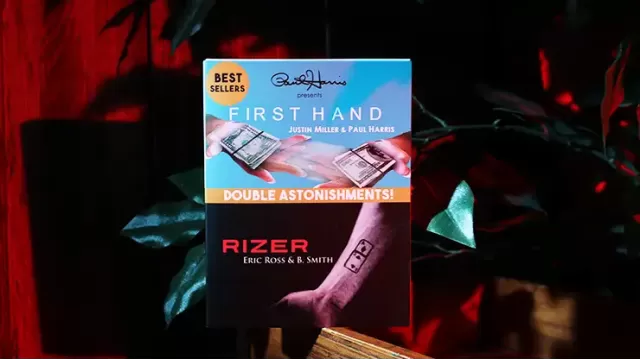 BEST
SELLERS
Paul Harris
presents
FIRST HAND
JUSTIN MILLER & PAUL HARRIS
DOUBLE ASTONISHMENTS!
RIZER
ERIC ROSS & B. SMITH